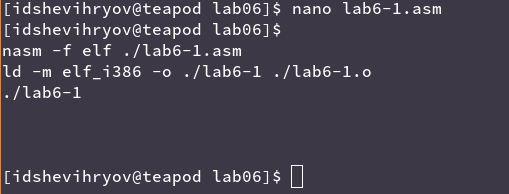 [idshevihryov@teapod lab06]$ nano lab6-1.asm
[idshevihryov@teapod lab06]$
nasm -f elf ./lab6-1.asm
ld -m elf_i386 -o ./lab6-1 ./lab6-1.o
./lab6-1
[idshevihryov@teapod lab06]$